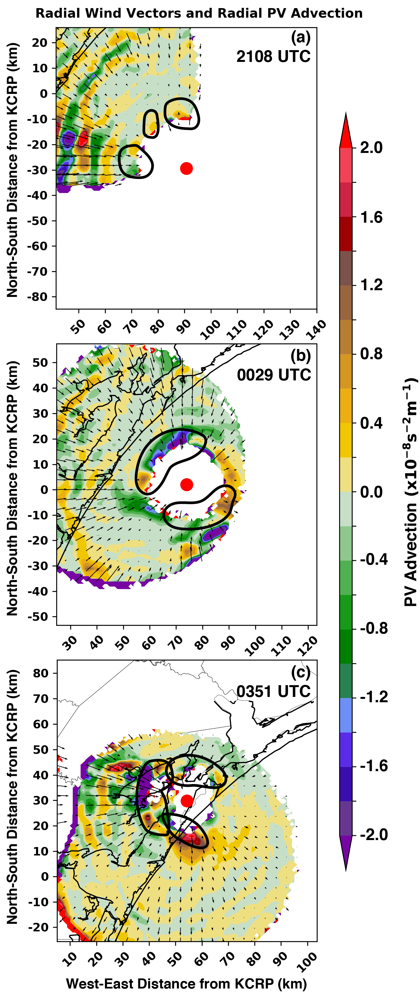 Radial Wind Vectors and Radial PV Advection
(a)
2108 UTC
North-South Distance from KCRP (km)
20
10
0
-10
-20
-30
-40
-50
-60
-70
-80
50 60 70 80 90 100 110 120 130 140
(b)
0029 UTC
North-South Distance from KCRP (km)
50
40
30
20
10
0
-10
-20
-30
-40
-50
30 40 50 60 70 80 90 100 110 120
(c)
0351 UTC
North-South Distance from KCRP (km)
80
70
60
50
40
30
20
10
0
-10
-20
10 20 30 40 50 60 70 80 90 100
West-East Distance from KCRP (km)
2.0
1.6
1.2
0.8
0.4
0.0
-0.4
-0.8
-1.2
-1.6
-2.0
PV Advection (x10⁻⁸s⁻²m⁻¹)